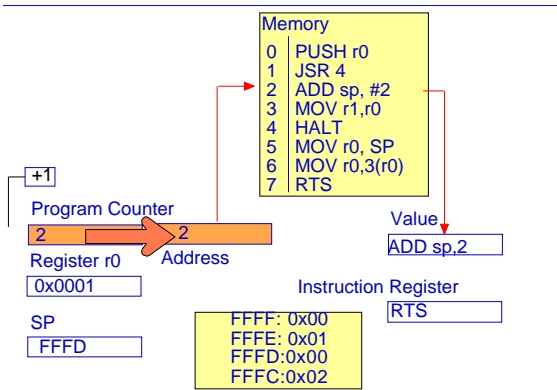 Memory
0 PUSH r0
1 JSR 4
2 ADD sp, #2
3 MOV r1,r0
4 HALT
5 MOV r0, SP
6 MOV r0,3(r0)
7 RTS
+1
Program Counter
2
2
Address
Value
ADD sp,2
Register r0
0x0001
Instruction Register
RTS
SP
FFFD
FFFF: 0x00
FFFE: 0x01
FFFD:0x00
FFFC:0x02